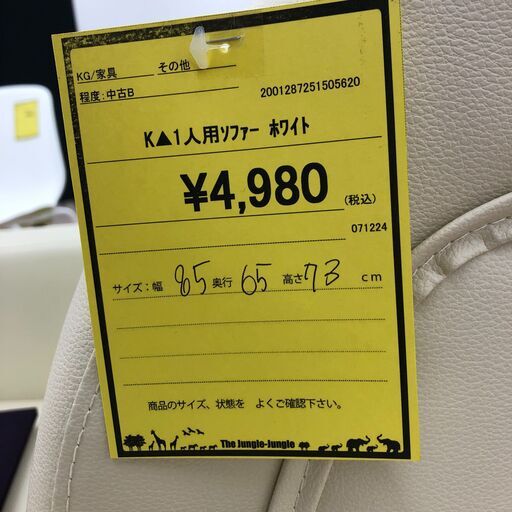 KG/家具 その他
程度:中古B 2001287251505620
K▲1人用ソファー ホワイト
¥4,980 (税込)
071224
サイズ:幅 85 奥行 65 高さ 73 cm
商品のサイズ、状態を よくご確認下さい。
The Jungle-Jungle